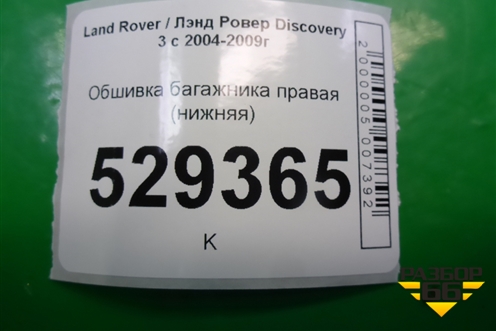 Land Rover / Лэнд Ровер Discovery
3 с 2004-2009г
Обшивка багажника правая
(нижняя)
529365
К
2000005007392
РАЗБОР
66